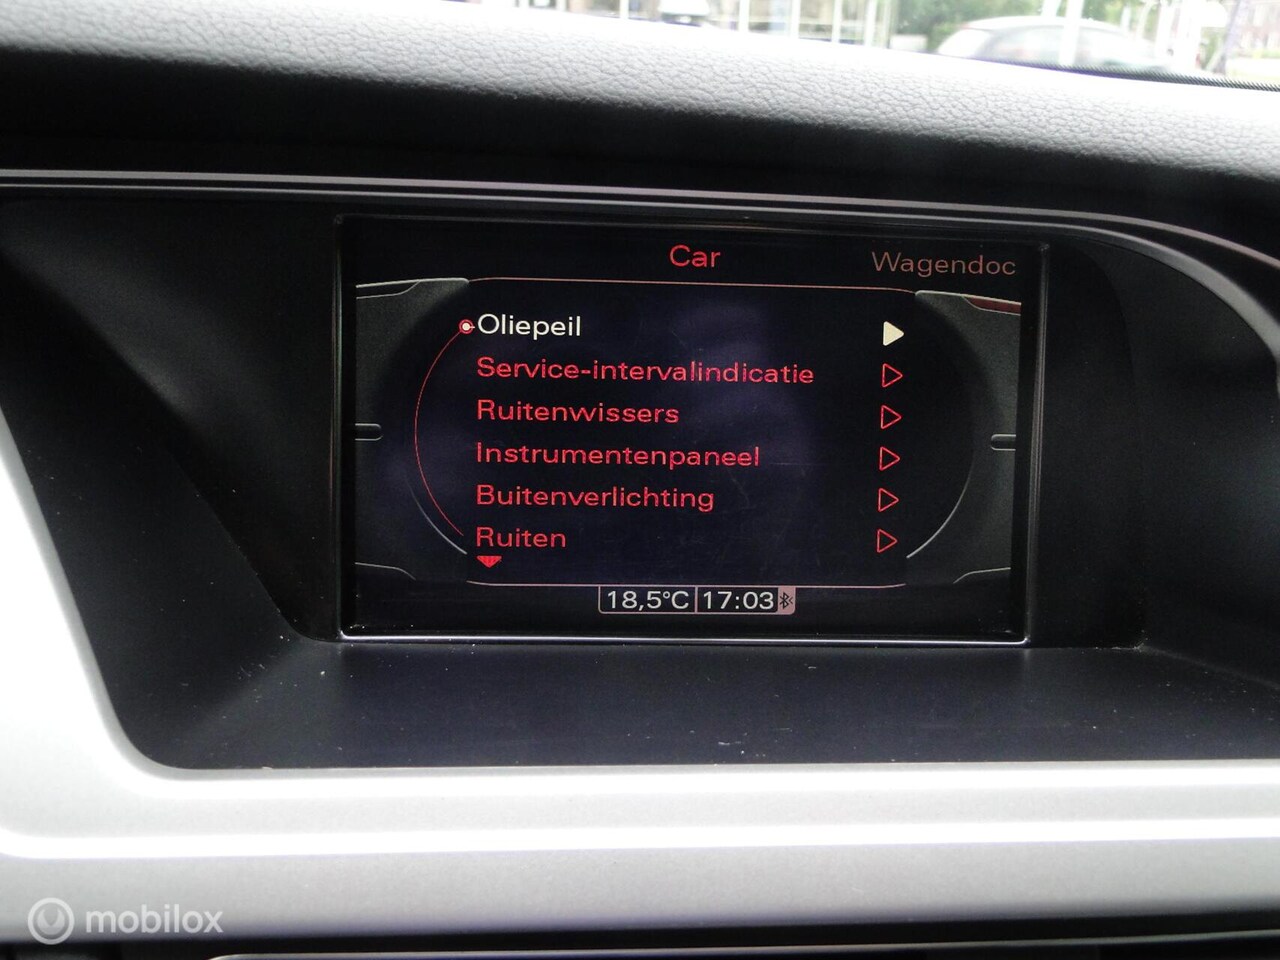 Car
Wagendoc
Oliepeil
Service-intervalindicatie
Ruitenwissers
Instrumentenpaneel
Buitenverlichting
Ruiten
18,5°C 17:03
mobilox